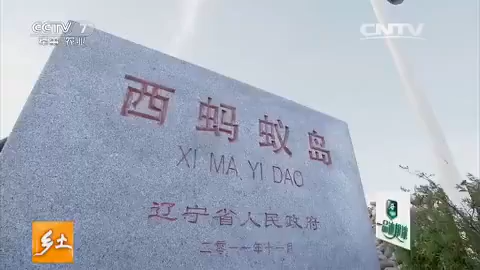 CCTV 7
军事·农业
CNTV
西蚂蚁岛
XI MA YI DAO
辽宁省人民政府
二〇一一年十一月
乡土